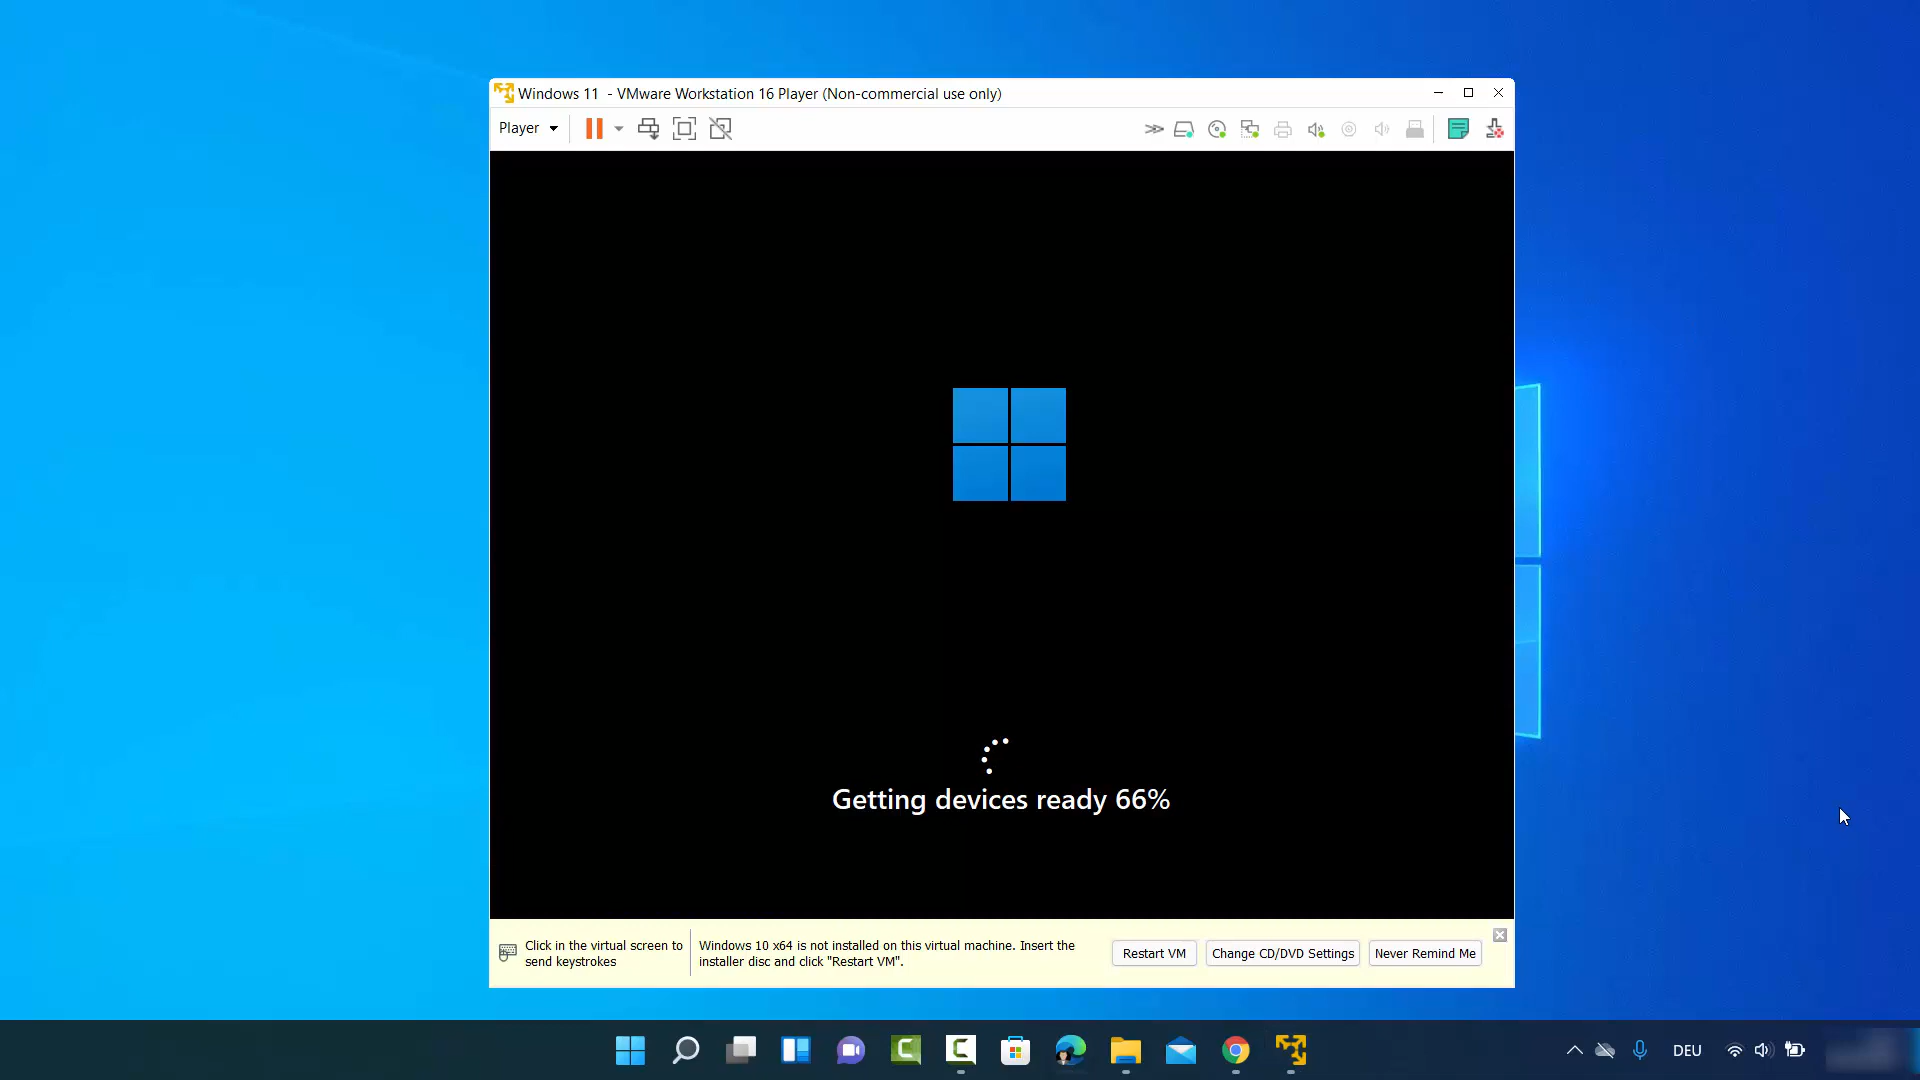 Windows 11  - VMware Workstation 16 Player (Non-commercial use only)
Player
Getting devices ready 66%
Click in the virtual screen to
send keystrokes
Windows 10 x64 is not installed on this virtual machine. Insert the
installer disc and click "Restart VM".
Restart VM
Change CD/DVD Settings
Never Remind Me
DEU